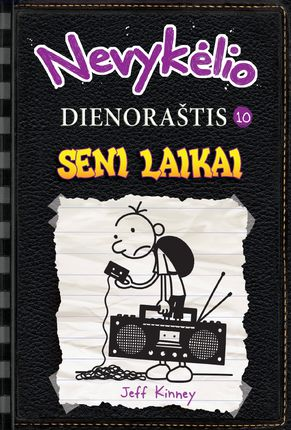 Nevykėlio
DIENORAŠTIS 10
SENI LAIKAI
Jeff Kinney